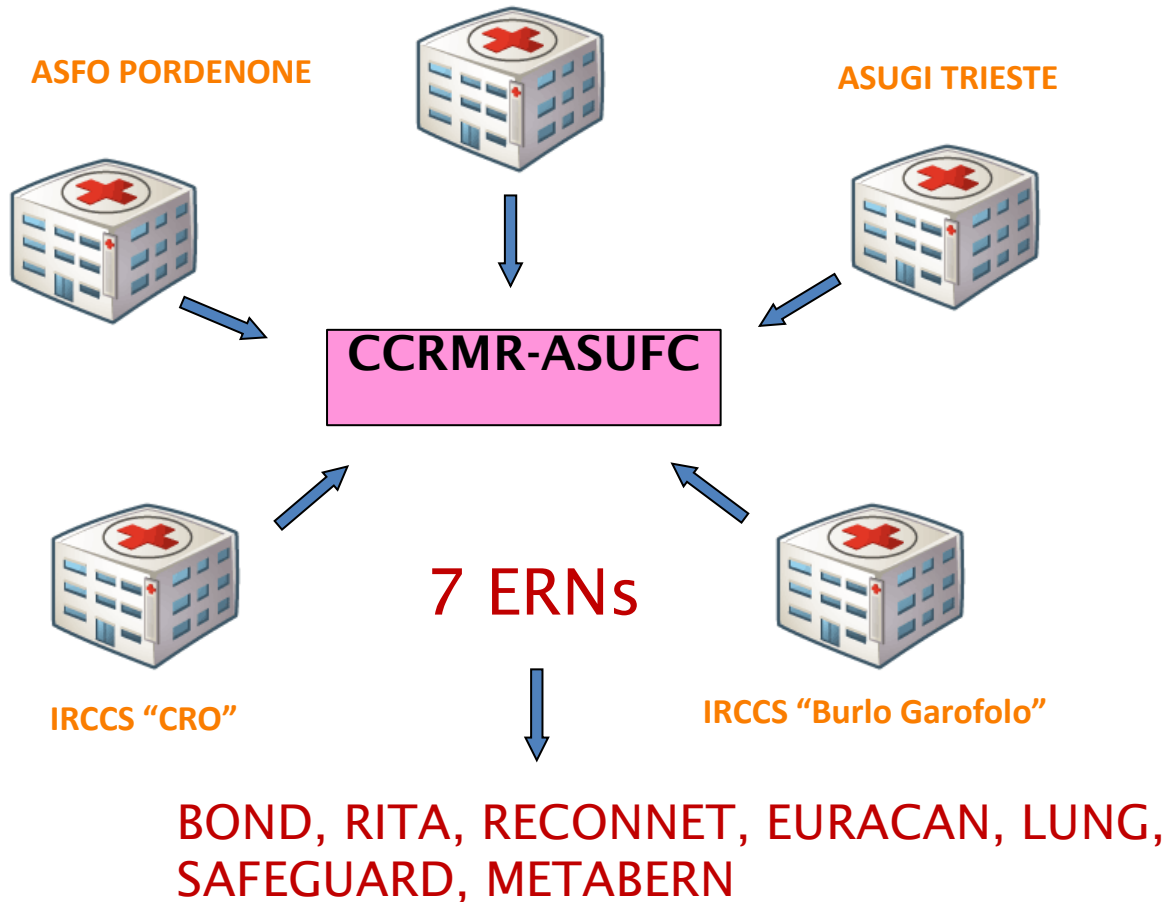 ASFO PORDENONE
ASUGI TRIESTE
CCRMR-ASUFC
7 ERNs
IRCCS “CRO”
IRCCS “Burlo Garofolo”
BOND, RITA, RECONNET, EURACAN, LUNG,
SAFEGUARD, METABERN